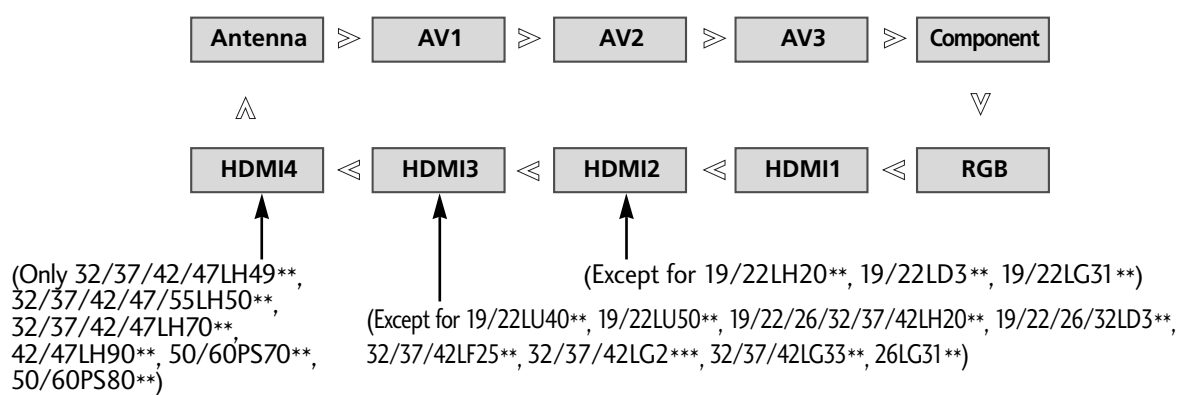 Antenna AV1 AV2 AV3 Component
HDMI4 HDMI3 HDMI2 HDMI1 RGB
(Only 32/37/42/47LH49**,
32/37/42/47/55LH50**,
32/37/42/47LH70**,
42/47LH90**, 50/60PS70**,
50/60PS80**)
(Except for 19/22LH20**, 19/22LD3**, 19/22LG31**)
(Except for 19/22LU40**, 19/22LU50**, 19/22/26/32/37/42LH20**, 19/22/26/32LD3**,
32/37/42LF25**, 32/37/42LG2***, 32/37/42LG33**, 26LG31**)